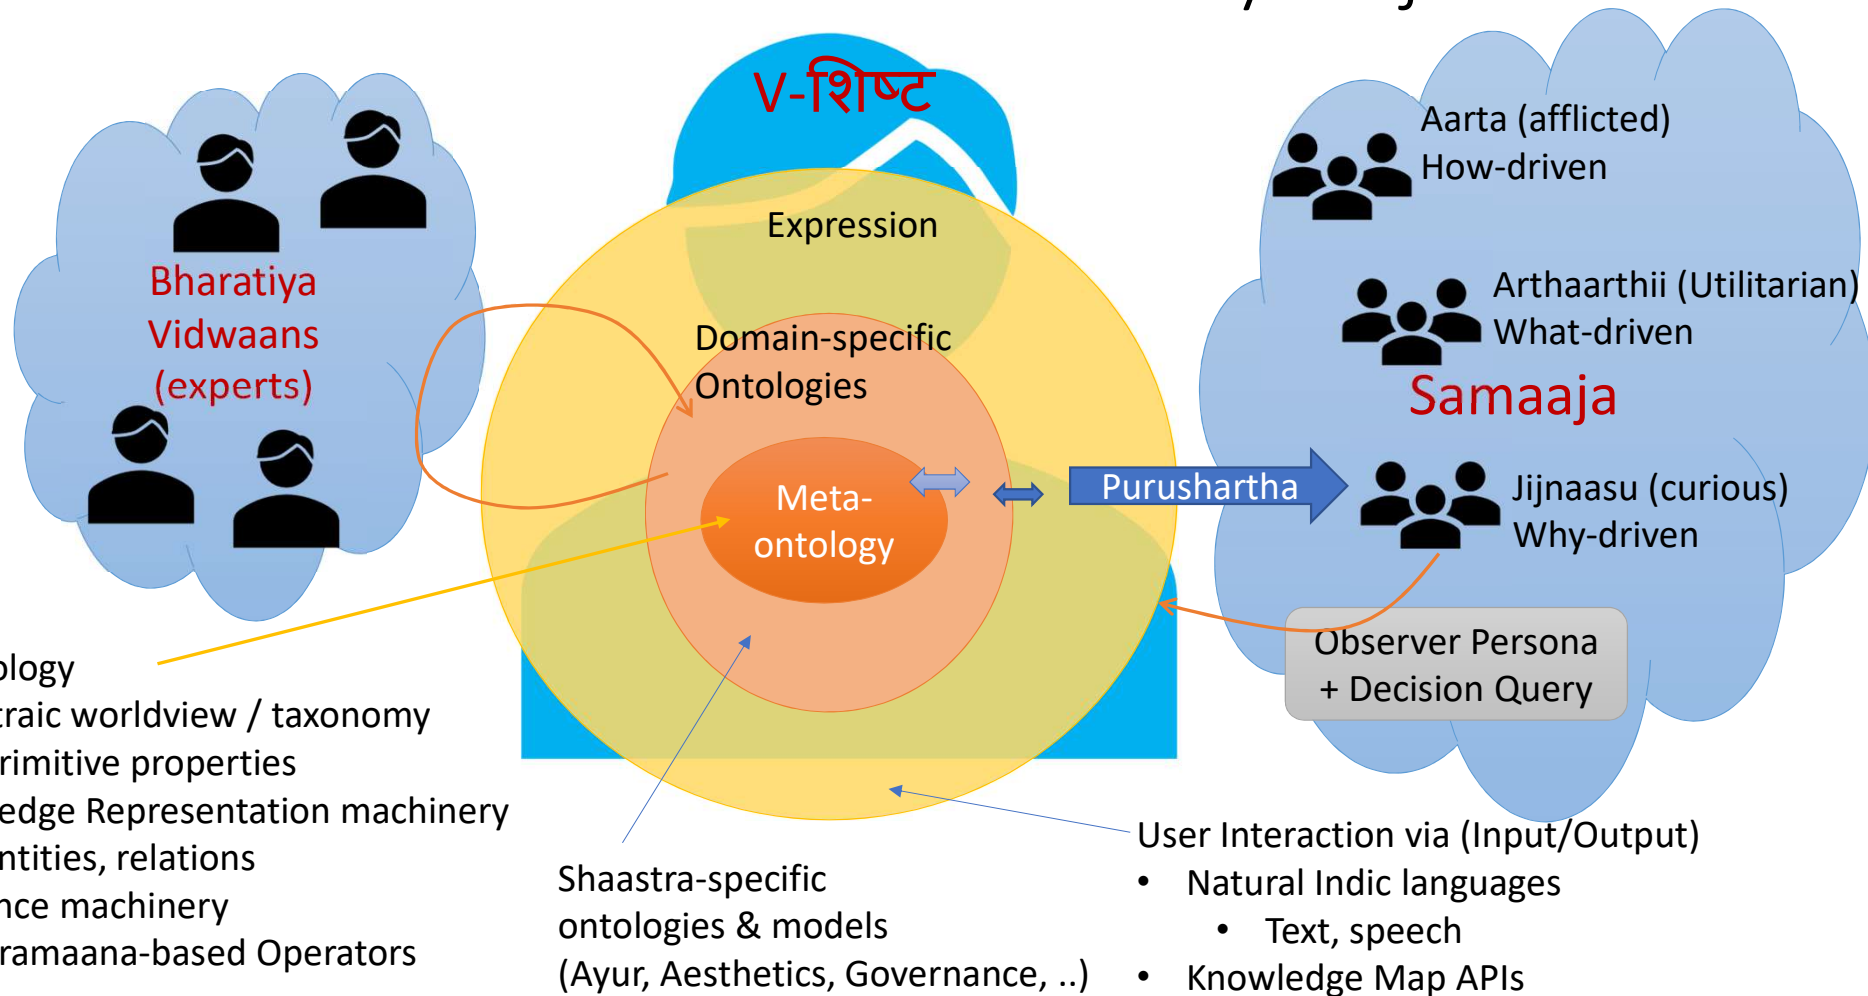 V-शिष्ट
Expression
Domain-specific
Ontologies
Meta-
ontology
Bharatiya
Vidwaans
(experts)
Aarta (afflicted)
How-driven
Arthaarthii (Utilitarian)
What-driven
Samaaja
Purushartha
Jijnaasu (curious)
Why-driven
Observer Persona
+ Decision Query
ology
traic worldview / taxonomy
rimitive properties
edge Representation machinery
ntities, relations
nce machinery
ramaana-based Operators
Shaastra-specific
ontologies & models
(Ayur, Aesthetics, Governance, ..)
User Interaction via (Input/Output)
• Natural Indic languages
• Text, speech
• Knowledge Map APIs